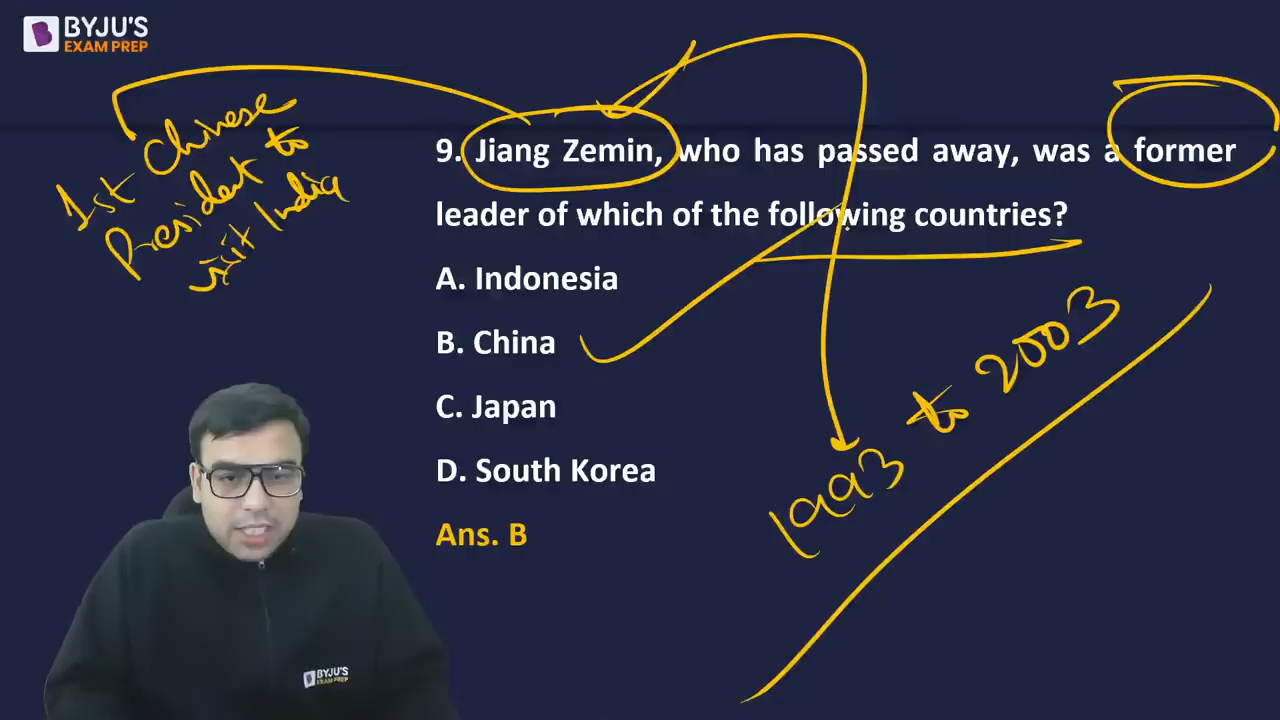 BYJU'S
EXAM PREP
1st Chinese
President to
visit India
9. Jiang Zemin, who has passed away, was a former
leader of which of the following countries?
A. Indonesia
B. China
C. Japan
D. South Korea
Ans. B
1993 to 2003
BYJU'S
EXAM PREP